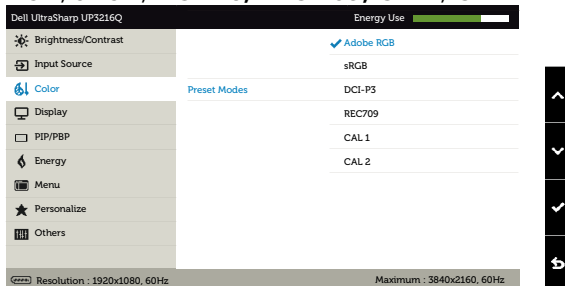 Dell UltraSharp UP3216Q Energy Use
Brightness/Contrast
Adobe RGB
Input Source
sRGB
Color Preset Modes DCI-P3
Display REC709
PIP/PBP CAL 1
Energy CAL 2
Menu
Personalize
Others
Resolution : 1920x1080, 60Hz Maximum : 3840x2160, 60Hz